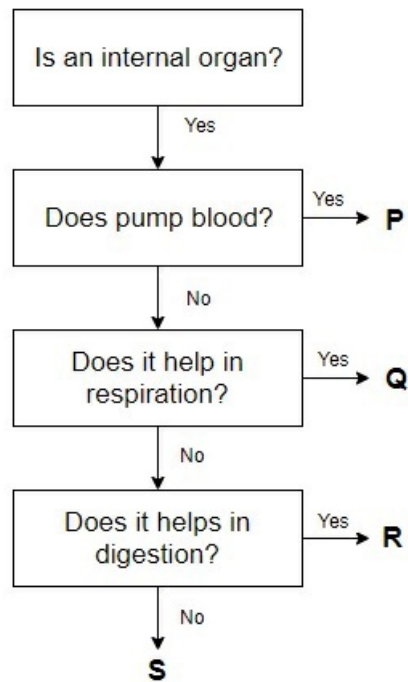 Is an internal organ?
Yes
Does pump blood?
Yes
P
No
Does it help in
respiration?
Yes
Q
No
Does it helps in
digestion?
Yes
R
No
S